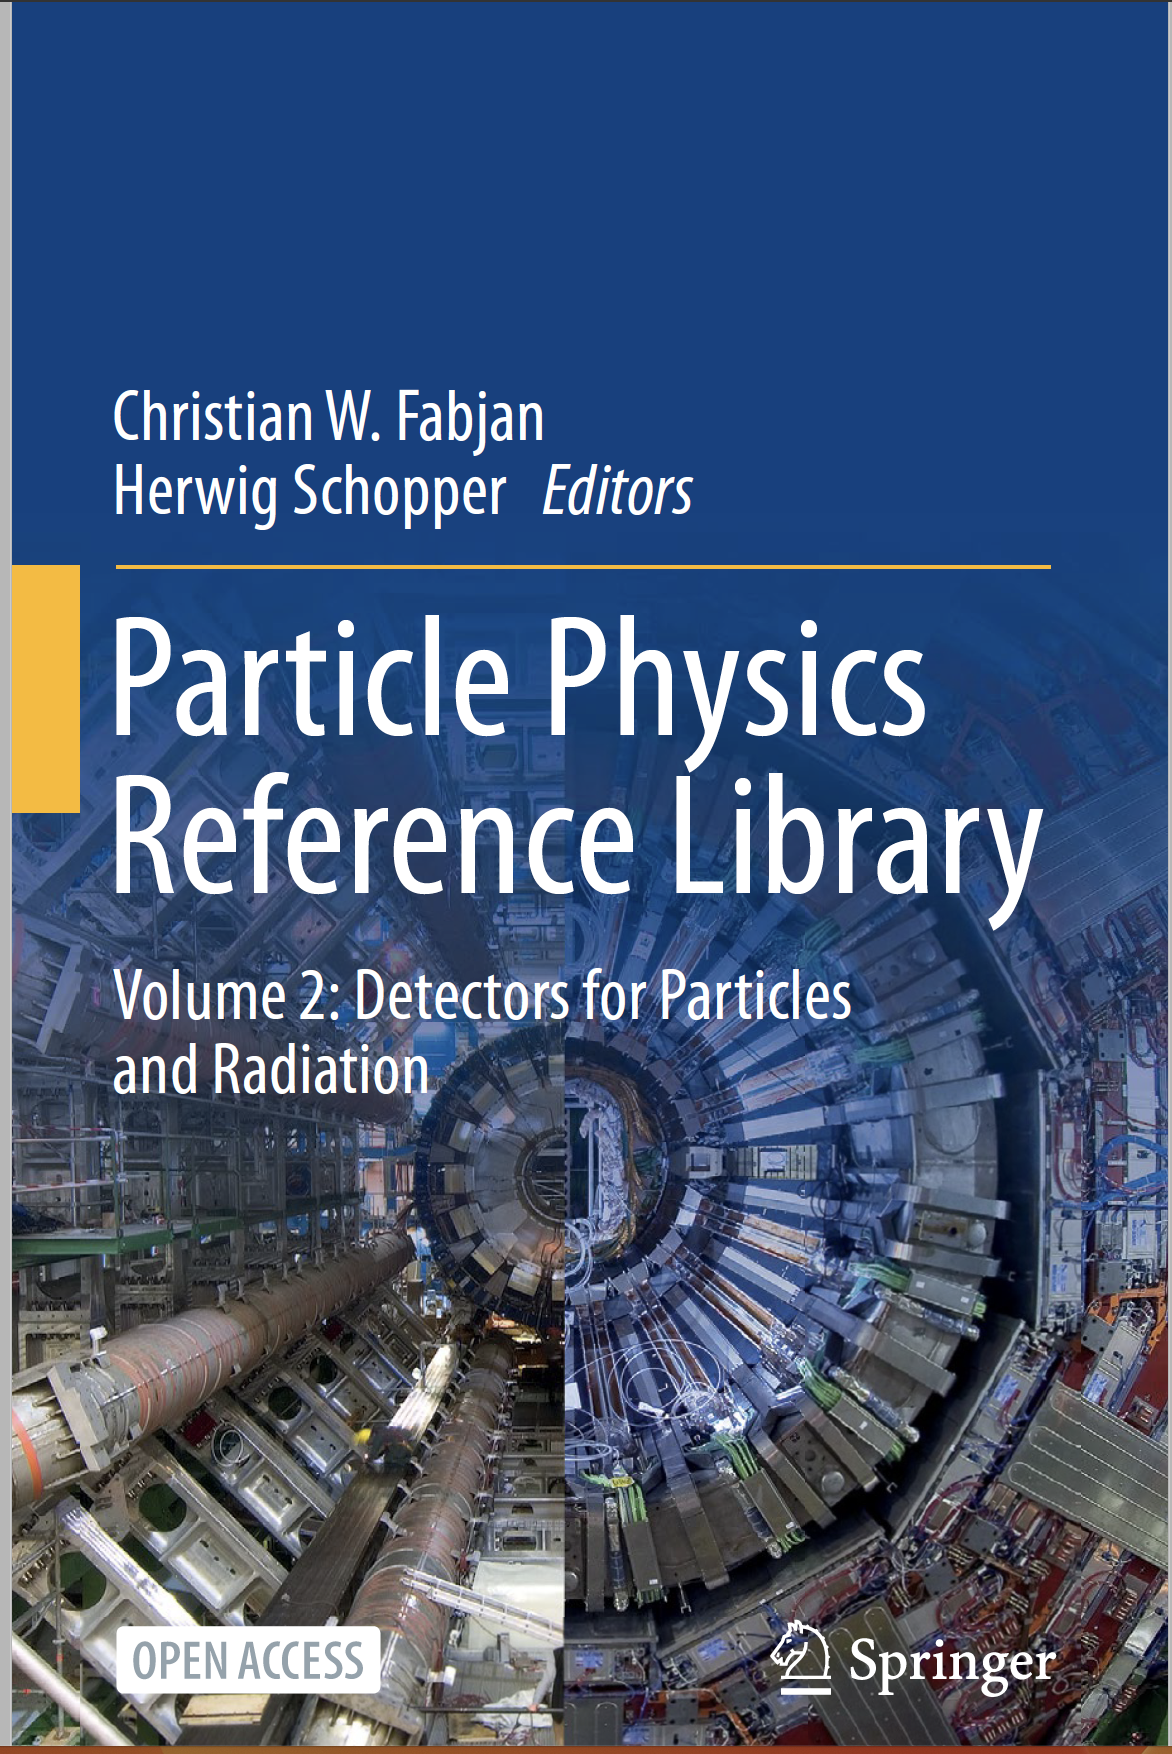 Christian W. Fabjan
Herwig Schopper Editors
Particle Physics
Reference Library
Volume 2: Detectors for Particles
and Radiation
OPEN ACCESS
Springer